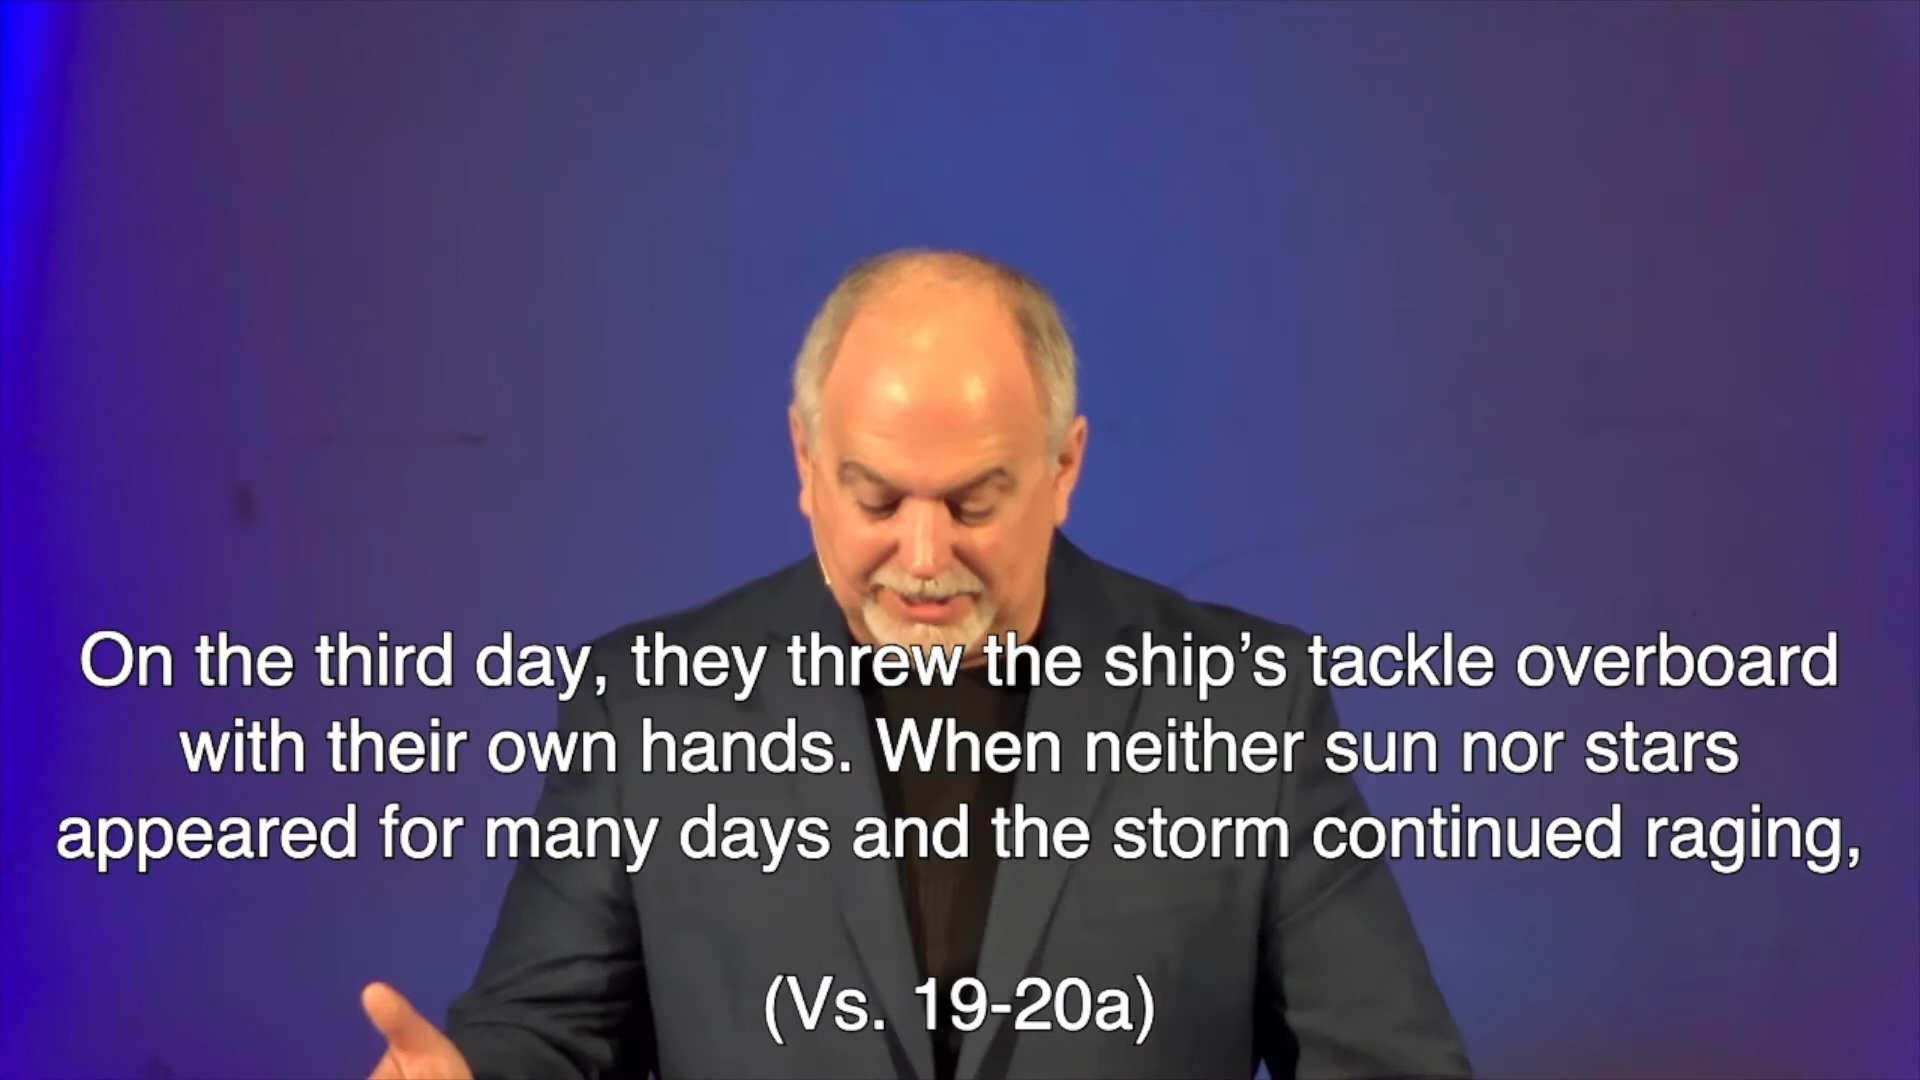 On the third day, they threw the ship’s tackle overboard
with their own hands. When neither sun nor stars
appeared for many days and the storm continued raging,
(Vs. 19-20a)